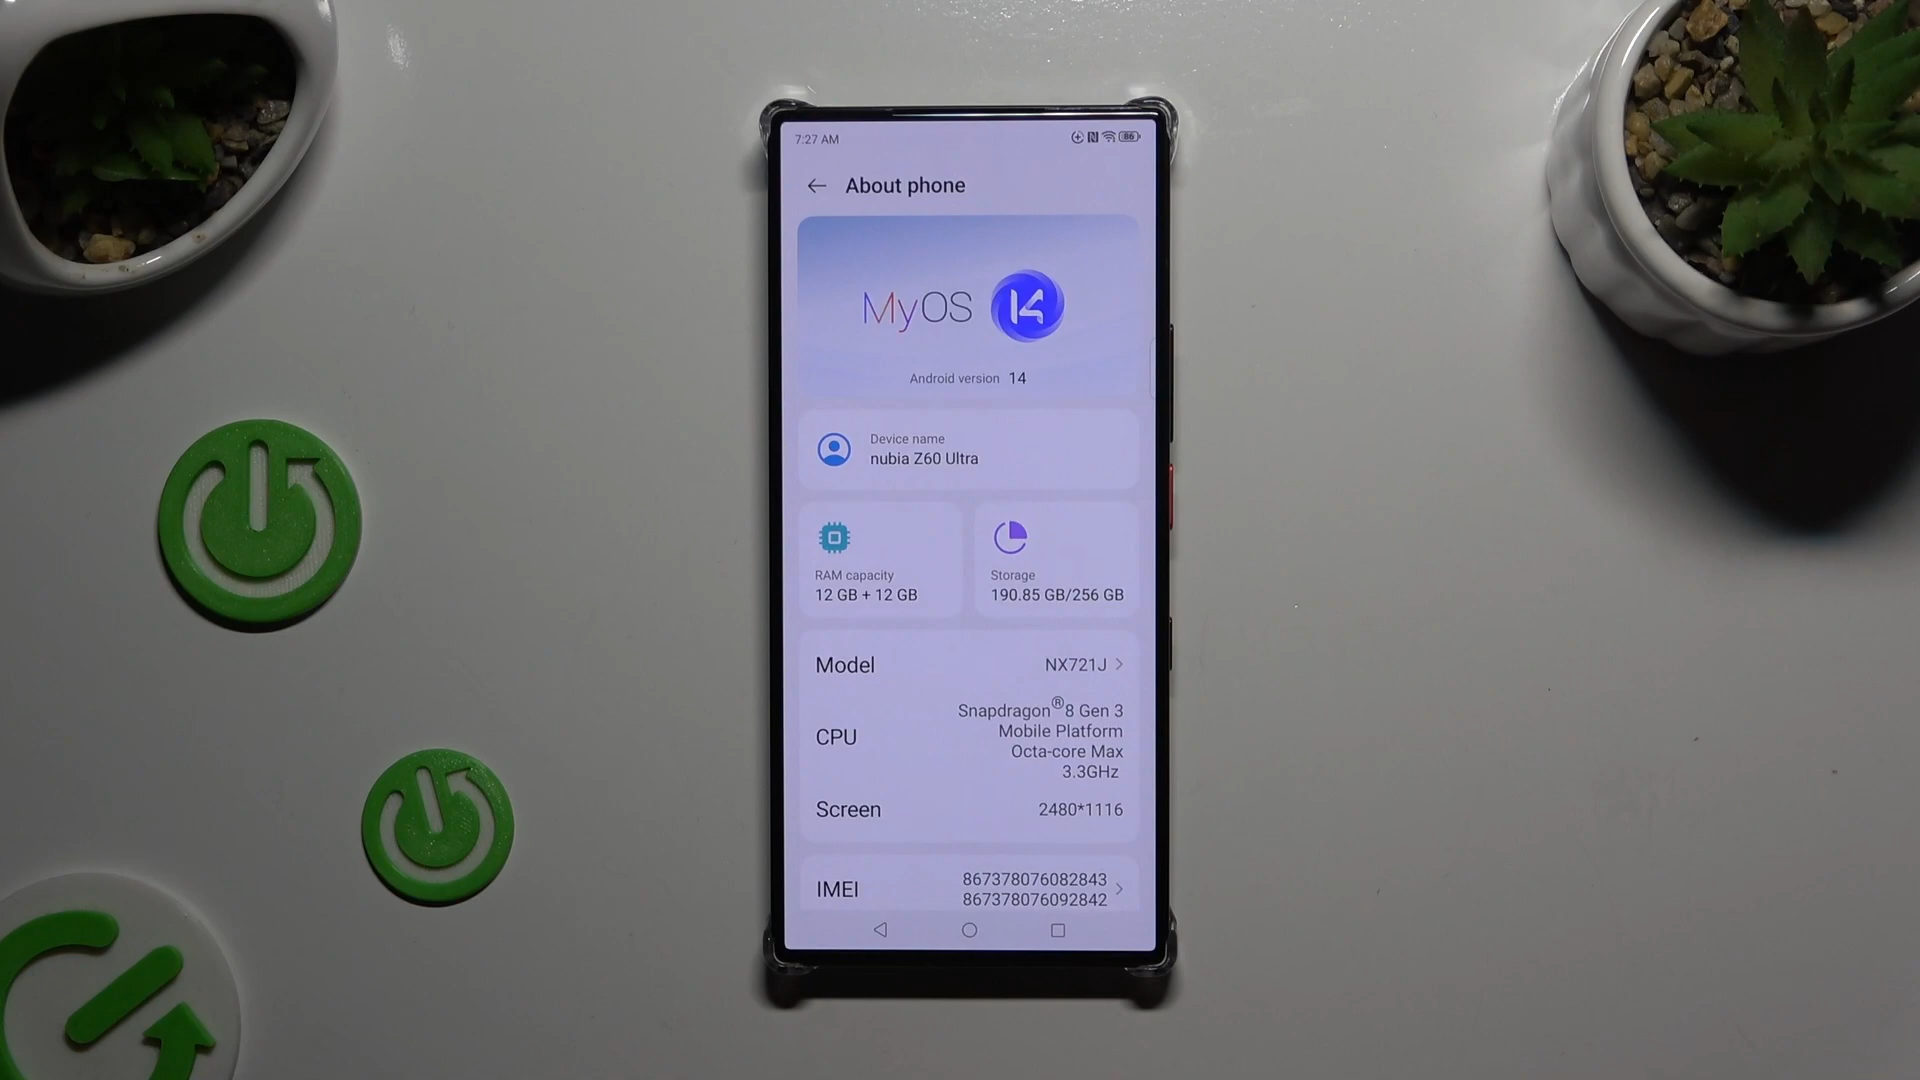 7:27 AM
86
About phone
MyOS 14
Android version 14
Device name
nubia Z60 Ultra
RAM capacity
12 GB + 12 GB
Storage
190.85 GB/256 GB
Model
NX721J
CPU
Snapdragon®8 Gen 3
Mobile Platform
Octa-core Max
3.3GHz
Screen
2480*1116
IMEI
867378076082843
867378076092842